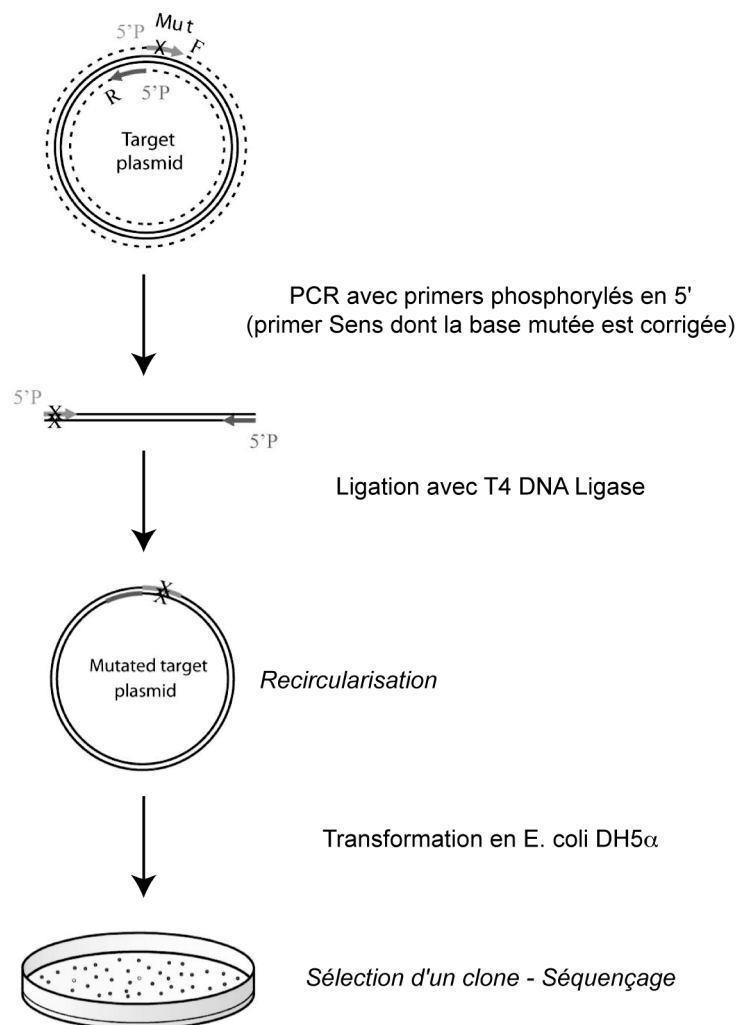 Mut
5'P X F
R 5'P
Target
plasmid
PCR avec primers phosphorylés en 5'
(primer Sens dont la base mutée est corrigée)
5'P X
X
5'P
Ligation avec T4 DNA Ligase
X
X
Mutated target
plasmid
Recircularisation
Transformation en E. coli DH5α
Sélection d'un clone - Séquençage